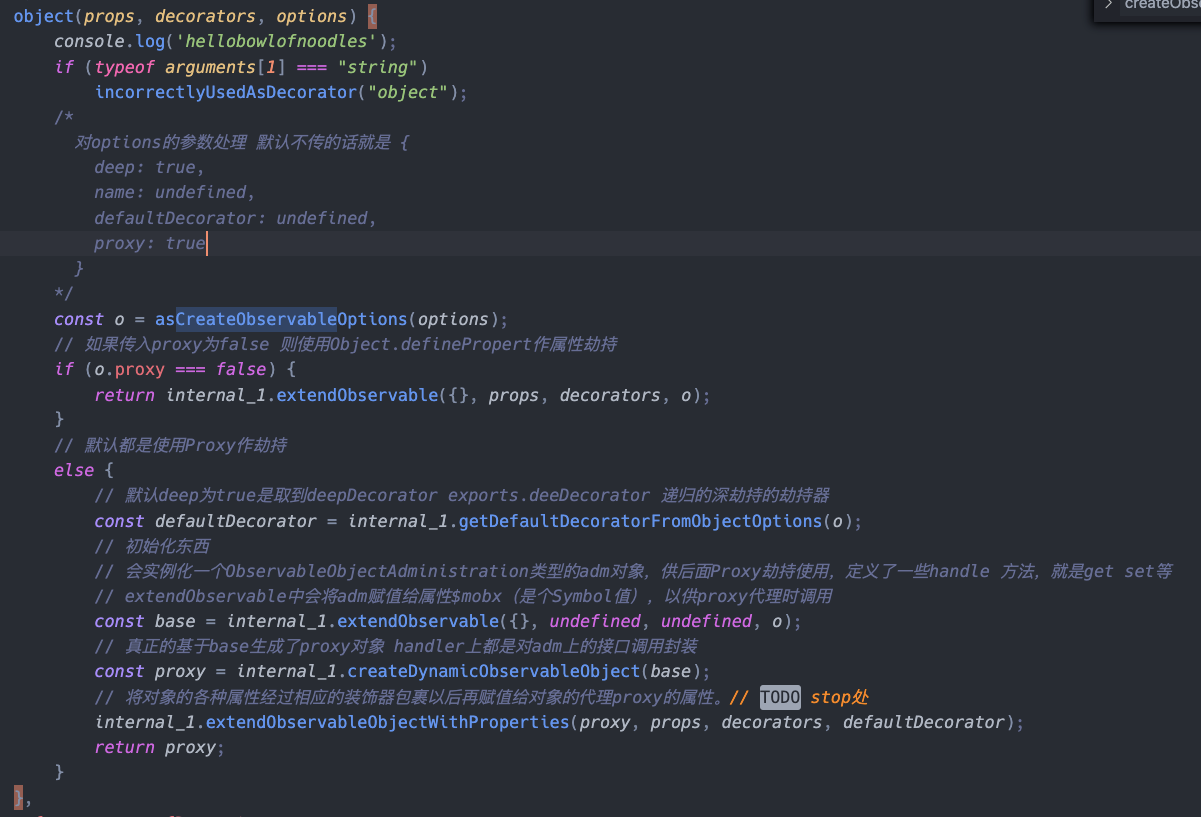 createObse
object(props, decorators, options) {
console.log('hellobowlofnoodles');
if (typeof arguments[1] === "string")
incorrectlyUsedAsDecorator("object");
/*
对options的参数处理 默认不传的话就是 {
deep: true,
name: undefined,
defaultDecorator: undefined,
proxy: true
}
*/
const o = asCreateObservableOptions(options);
// 如果传入proxy为false 则使用Object.definePropert作属性劫持
if (o.proxy === false) {
return internal_1.extendObservable({}, props, decorators, o);
}
// 默认都是使用Proxy作劫持
else {
// 默认deep为true是取到deepDecorator exports.deeDecorator 递归的深劫持的劫持器
const defaultDecorator = internal_1.getDefaultDecoratorFromObjectOptions(o);
// 初始化东西
// 会实例化一个ObservableObjectAdministration类型的adm对象，供后面Proxy劫持使用，定义了一些handle 方法，就是get set等
// extendObservable中会将adm赋值给属性$mobx（是个Symbol值），以供proxy代理时调用
const base = internal_1.extendObservable({}, undefined, undefined, o);
// 真正的基于base生成了proxy对象 handler上都是对adm上的接口调用封装
const proxy = internal_1.createDynamicObservableObject(base);
// 将对象的各种属性经过相应的装饰器包裹以后再赋值给对象的代理proxy的属性。// TODO stop处
internal_1.extendObservableObjectWithProperties(proxy, props, decorators, defaultDecorator);
return proxy;
}
},